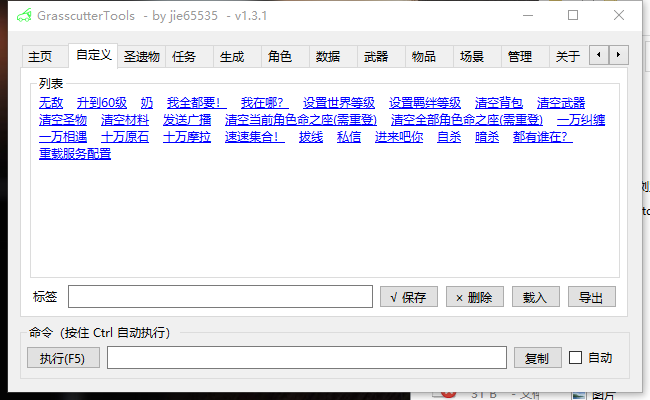 GrasscutterTools - by jie65535 - v1.3.1
主页 自定义 圣遗物 任务 生成 角色 数据 武器 物品 场景 管理 关于
列表
无敌 升到60级 奶 我全都要！ 我在哪？ 设置世界等级 设置羁绊等级 清空背包 清空武器
清空圣物 清空材料 发送广播 清空当前角色命之座(需重登) 清空全部角色命之座(需重登) 一万纠缠
一万相遇 十万原石 十万摩拉 速速集合！ 拔线 私信 进来吧你 自杀 暗杀 都有谁在？
重载服务配置
标签 √ 保存 × 删除 载入 导出
命令（按住 Ctrl 自动执行）
执行(F5) 复制 自动
31 B - 文
图片